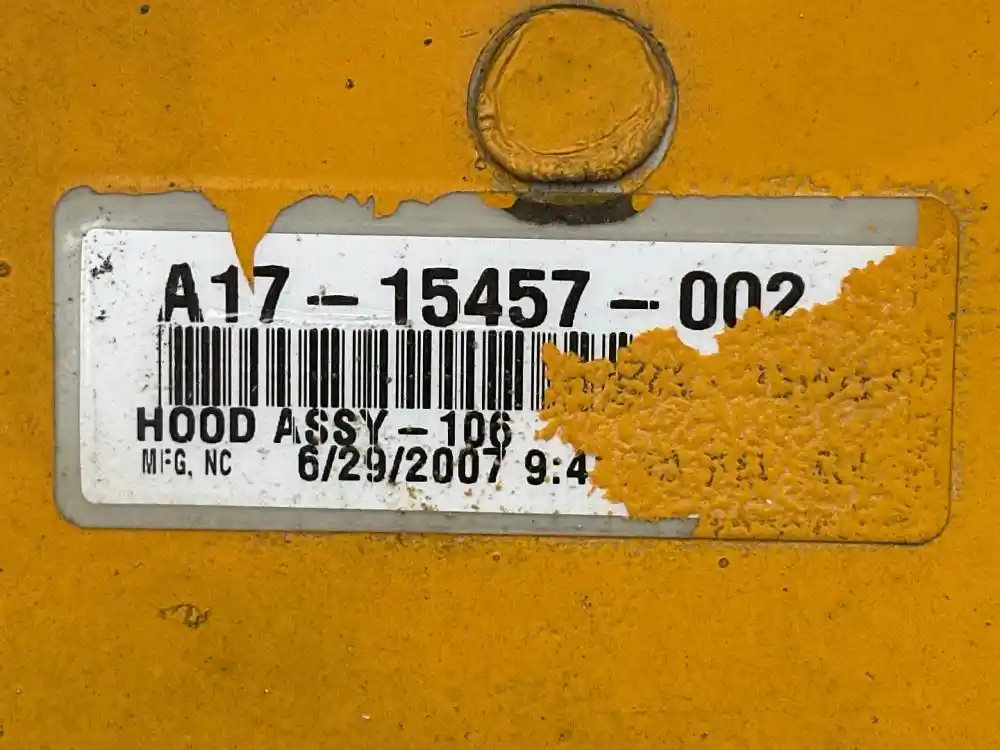 A17-15457-002
HOOD ASSY-106
MFG, NC 6/29/2007 9:4